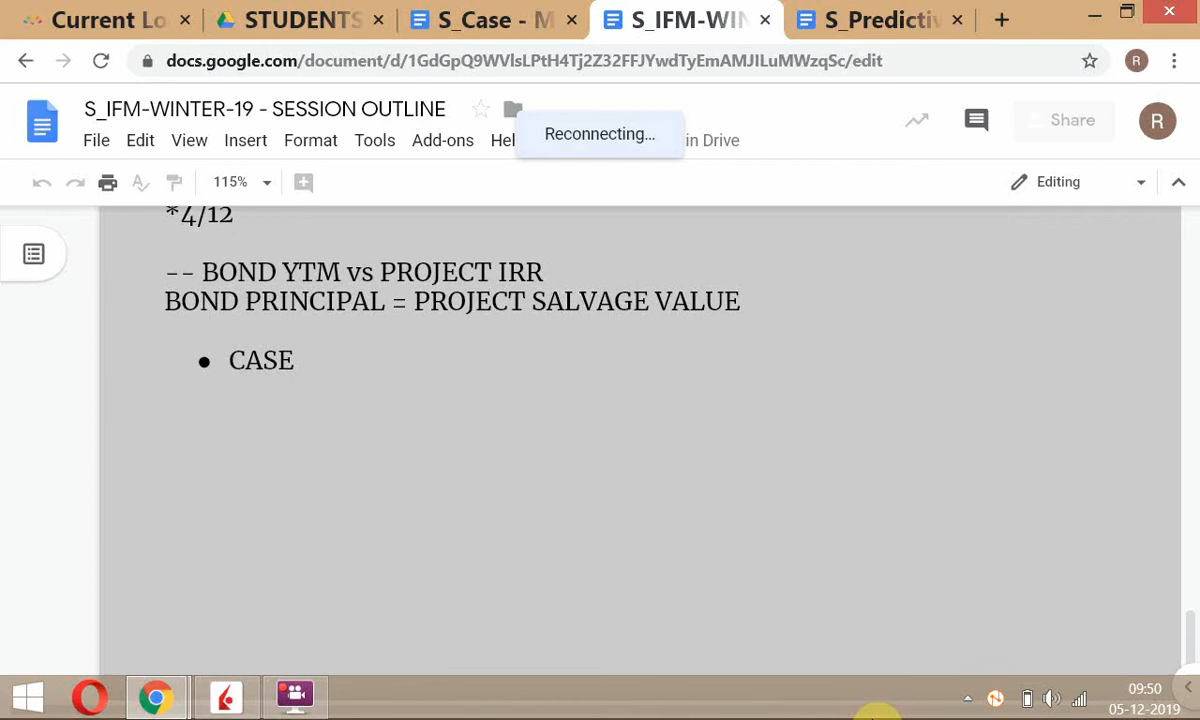 Current Lo
STUDENTS
S_Case - M
S_IFM-WIN
S_Predictiv
docs.google.com/document/d/1GdGpQ9WVlsLPtH4Tj2Z32FFJYwdTyEmAMJILuMWzqSc/edit
R
S_IFM-WINTER-19 - SESSION OUTLINE
Reconnecting...
Share
R
File Edit View Insert Format Tools Add-ons Hel
in Drive
115%
Editing
*4/12
-- BOND YTM vs PROJECT IRR
BOND PRINCIPAL = PROJECT SALVAGE VALUE
● CASE
09:50
05-12-2019